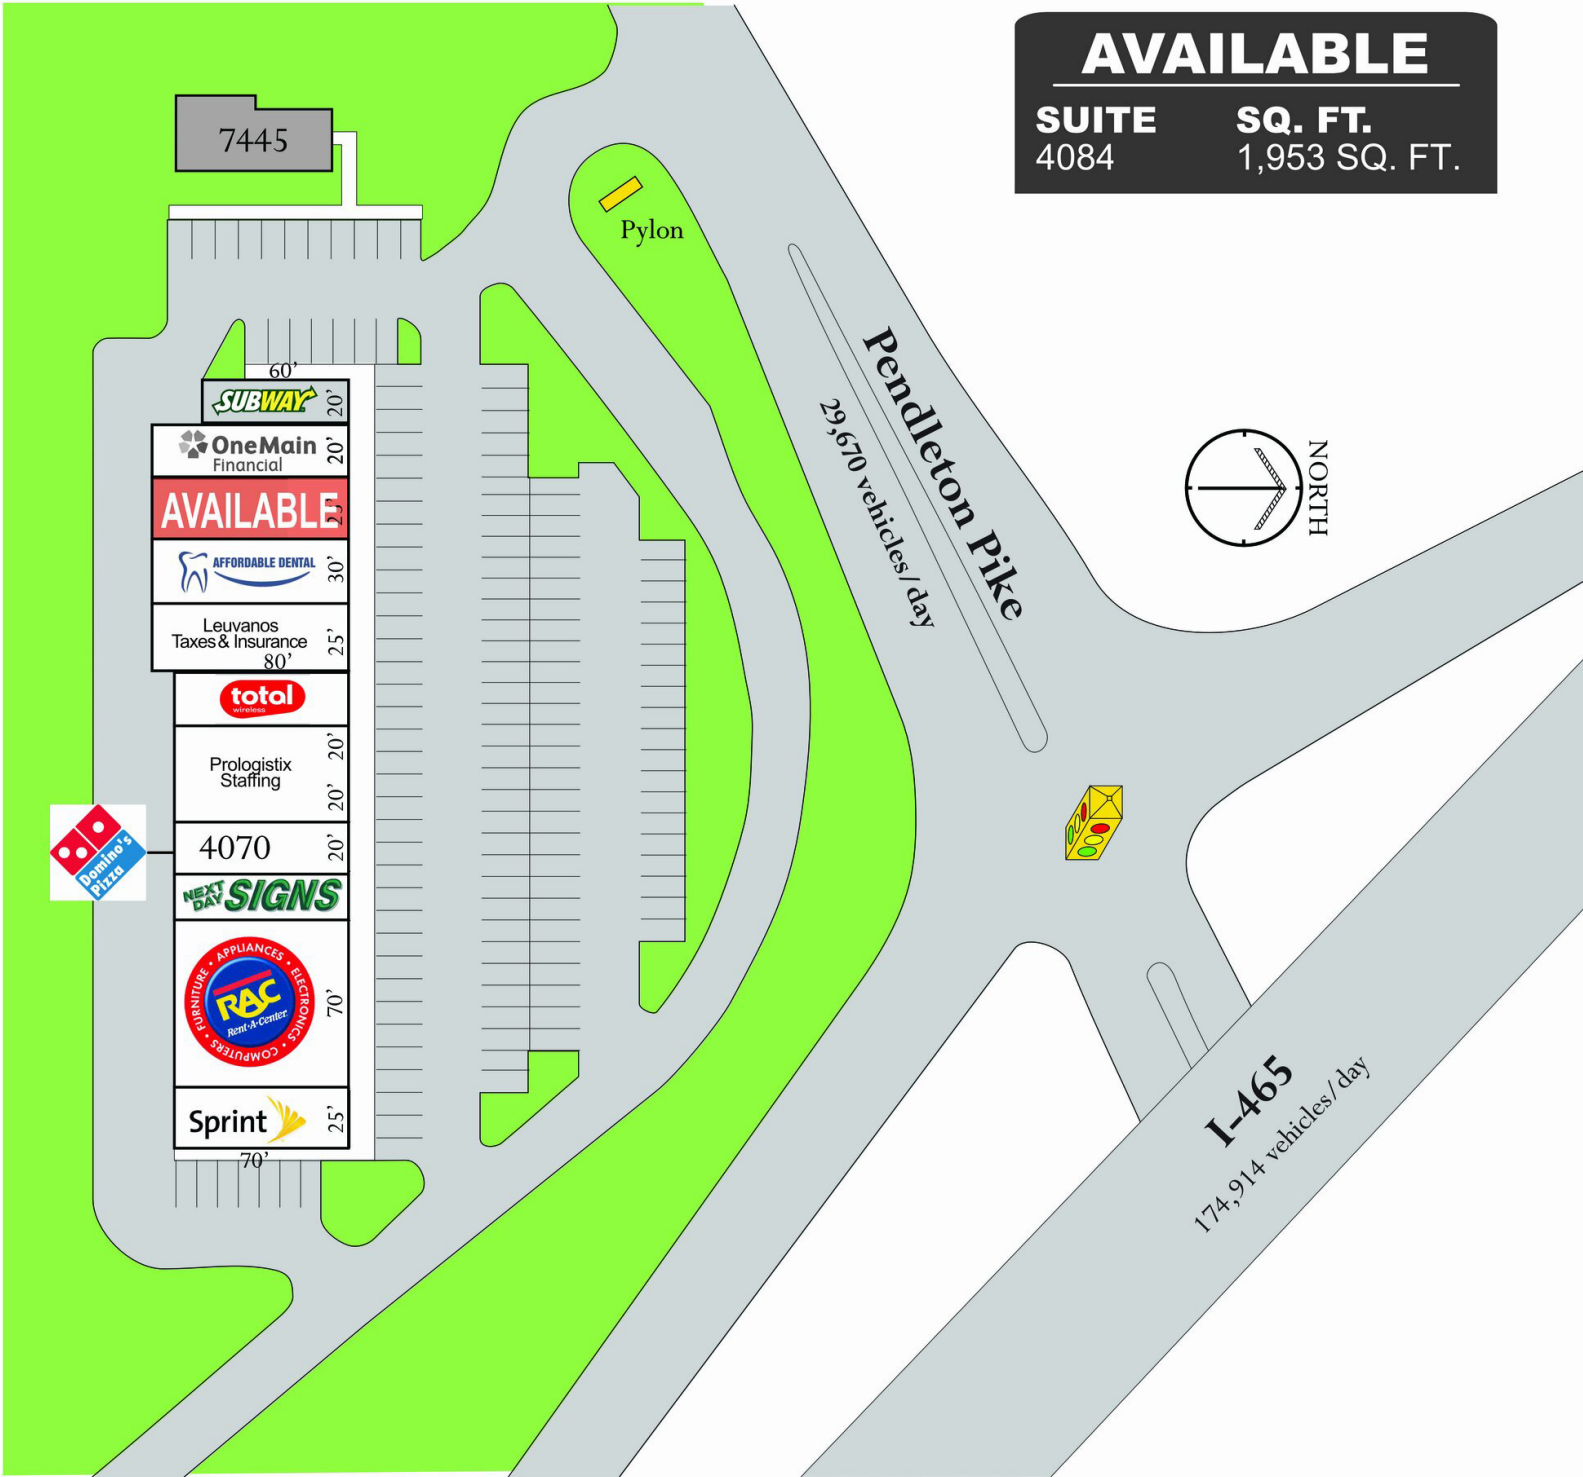 AVAILABLE
SUITE SQ. FT.
4084 1,953 SQ. FT.
7445
Pylon
Pendleton Pike
29,670 vehicles/day
NORTH
60’
SUBWAY
20’
OneMain
Financial
20’
AVAILABLE
AFFORDABLE DENTAL
30’
Leuvanos
Taxes & Insurance
25’
80’
total
wireless
20’
Prologistix
Staffing
20’
4070
20’
Domino's
Pizza
NEXT
DAY
SIGNS
FURNITURE • APPLIANCES • ELECTRONICS • COMPUTERS •
RAC
Rent-A-Center
70’
Sprint
25’
70’
I-465
174,914 vehicles/day